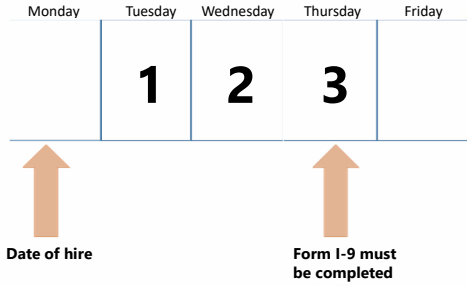 Monday Tuesday Wednesday Thursday Friday
1 2 3
Date of hire Form I-9 must
be completed